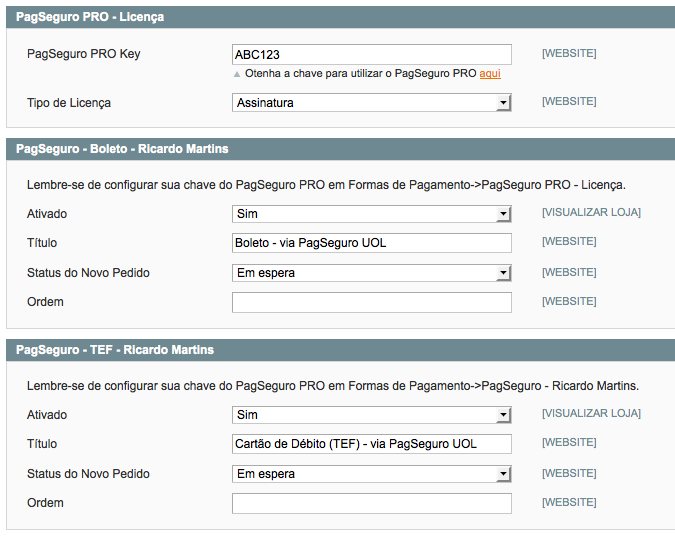 PagSeguro PRO - Licença
PagSeguro PRO Key ABC123 [WEBSITE]
Otenha a chave para utilizar o PagSeguro PRO aqui
Tipo de Licença Assinatura [WEBSITE]
PagSeguro - Boleto - Ricardo Martins
Lembre-se de configurar sua chave do PagSeguro PRO em Formas de Pagamento->PagSeguro PRO - Licença.
Ativado Sim [VISUALIZAR LOJA]
Título Boleto - via PagSeguro UOL [WEBSITE]
Status do Novo Pedido Em espera [WEBSITE]
Ordem [WEBSITE]
PagSeguro - TEF - Ricardo Martins
Lembre-se de configurar sua chave do PagSeguro PRO em Formas de Pagamento->PagSeguro - Ricardo Martins.
Ativado Sim [VISUALIZAR LOJA]
Título Cartão de Débito (TEF) - via PagSeguro UOL [WEBSITE]
Status do Novo Pedido Em espera [WEBSITE]
Ordem [WEBSITE]